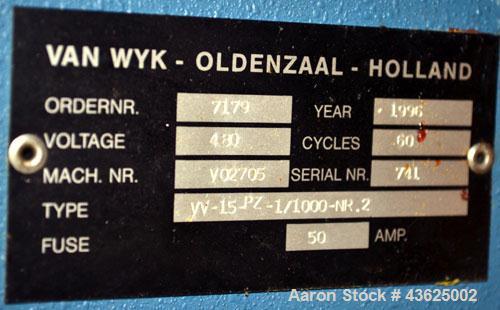 VAN WYK - OLDENZAAL - HOLLAND
ORDERNR. 7179 YEAR 1996
VOLTAGE 480 CYCLES 60
MACH. NR. V02705 SERIAL NR. 741
TYPE VV-15-PZ-1/1000-NR.2
FUSE 50 AMP.
Aaron Stock # 43625002